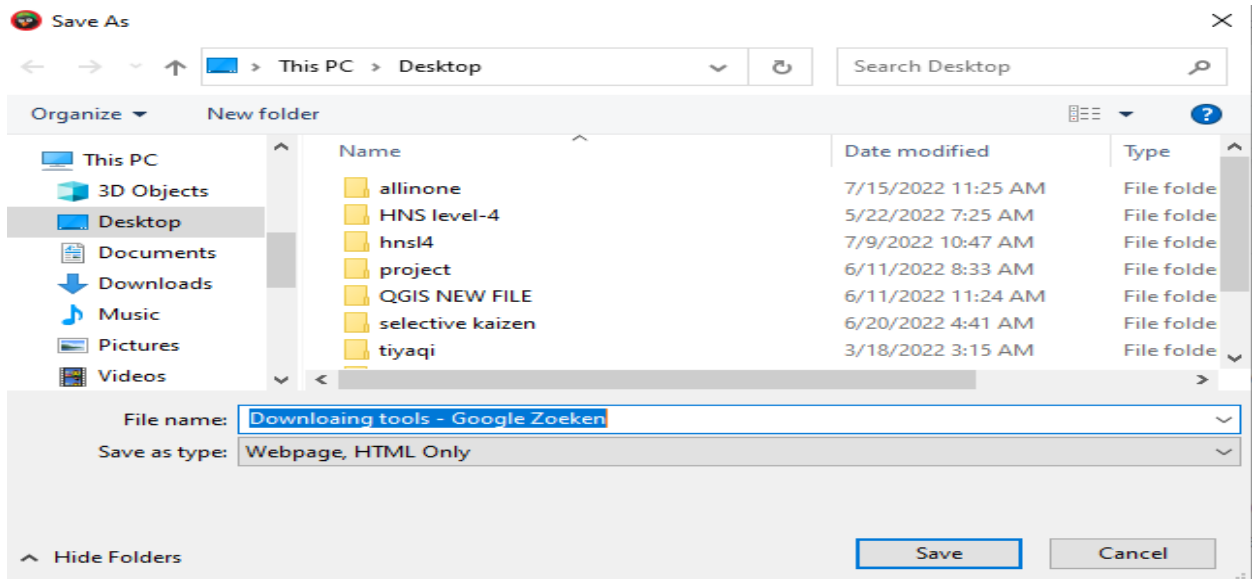 Save As
This PC > Desktop
Search Desktop
Organize
New folder
Name Date modified Type
This PC
3D Objects
Desktop
Documents
Downloads
Music
Pictures
Videos
allinone 7/15/2022 11:25 AM File folde
HNS level-4 5/22/2022 7:25 AM File folde
hnsl4 7/9/2022 10:47 AM File folde
project 6/11/2022 8:33 AM File folde
QGIS NEW FILE 6/11/2022 11:24 AM File folde
selective kaizen 6/20/2022 4:41 AM File folde
tiyaqi 3/18/2022 3:15 AM File folde
File name: Downloaing tools - Google Zoeken
Save as type: Webpage, HTML Only
Hide Folders
Save
Cancel